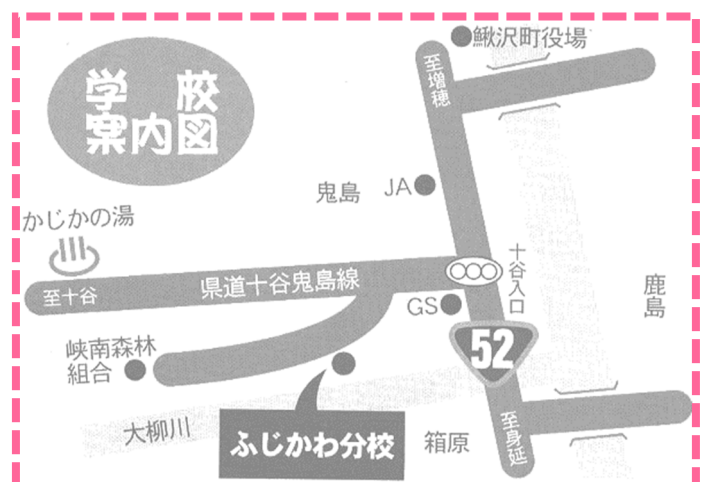 学校
案内図
鰍沢町役場
至増穂
鬼島
JA
かじかの湯
至十谷
県道十谷鬼島線
十谷入口
鹿島
GS
52
峡南森林
組合
大柳川
ふじかわ分校
箱原
至身延